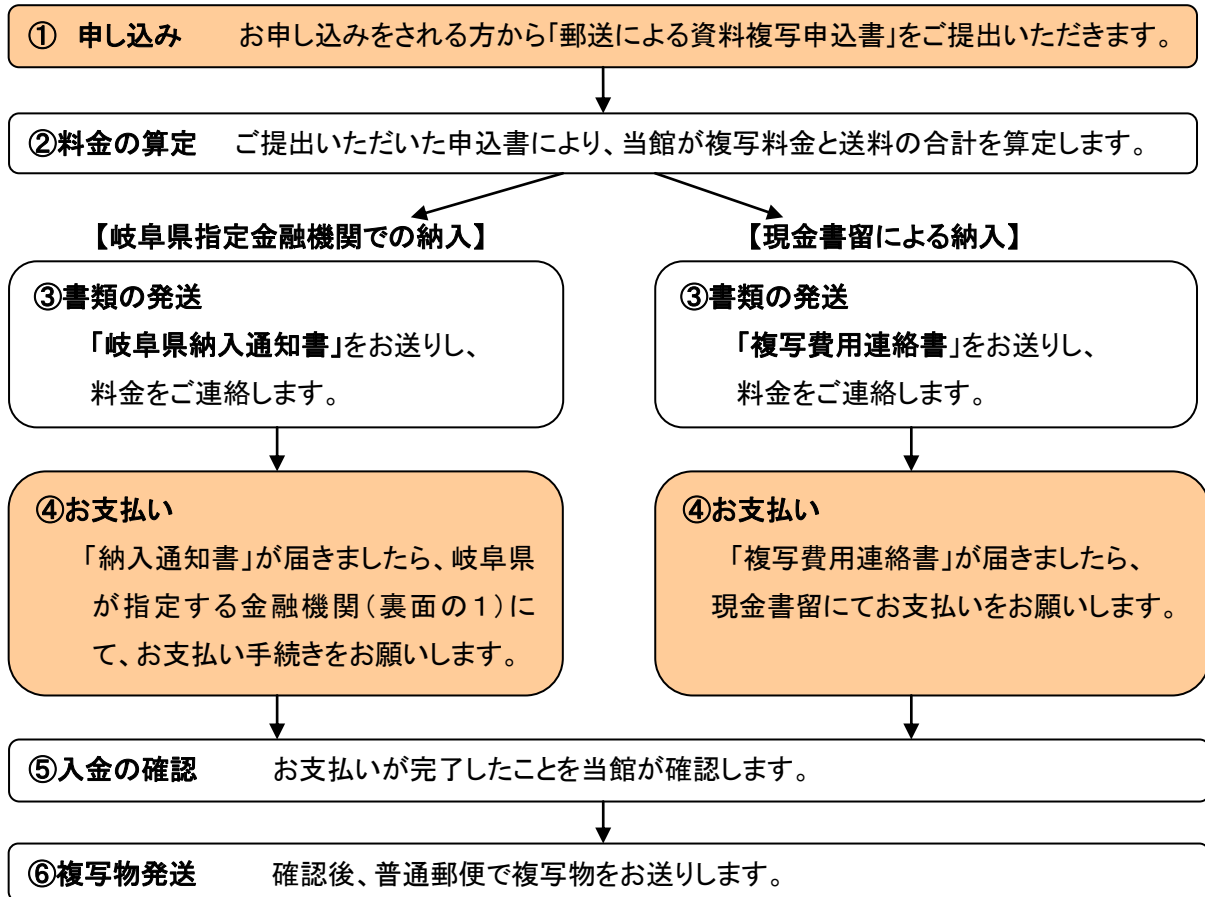 ① 申し込み お申し込みをされる方から「郵送による資料複写申込書」をご提出いただきます。
②料金の算定 ご提出いただいた申込書により、当館が複写料金と送料の合計を算定します。
【岐阜県指定金融機関での納入】
③書類の発送
「岐阜県納入通知書」をお送りし、
料金をご連絡します。
④お支払い
「納入通知書」が届きましたら、岐阜県
が指定する金融機関(裏面の1)に
て、お支払い手続きをお願いします。
【現金書留による納入】
③書類の発送
「複写費用連絡書」をお送りし、
料金をご連絡します。
④お支払い
「複写費用連絡書」が届きましたら、
現金書留にてお支払いをお願いします。
⑤入金の確認 お支払いが完了したことを当館が確認します。
⑥複写物発送 確認後、普通郵便で複写物をお送りします。